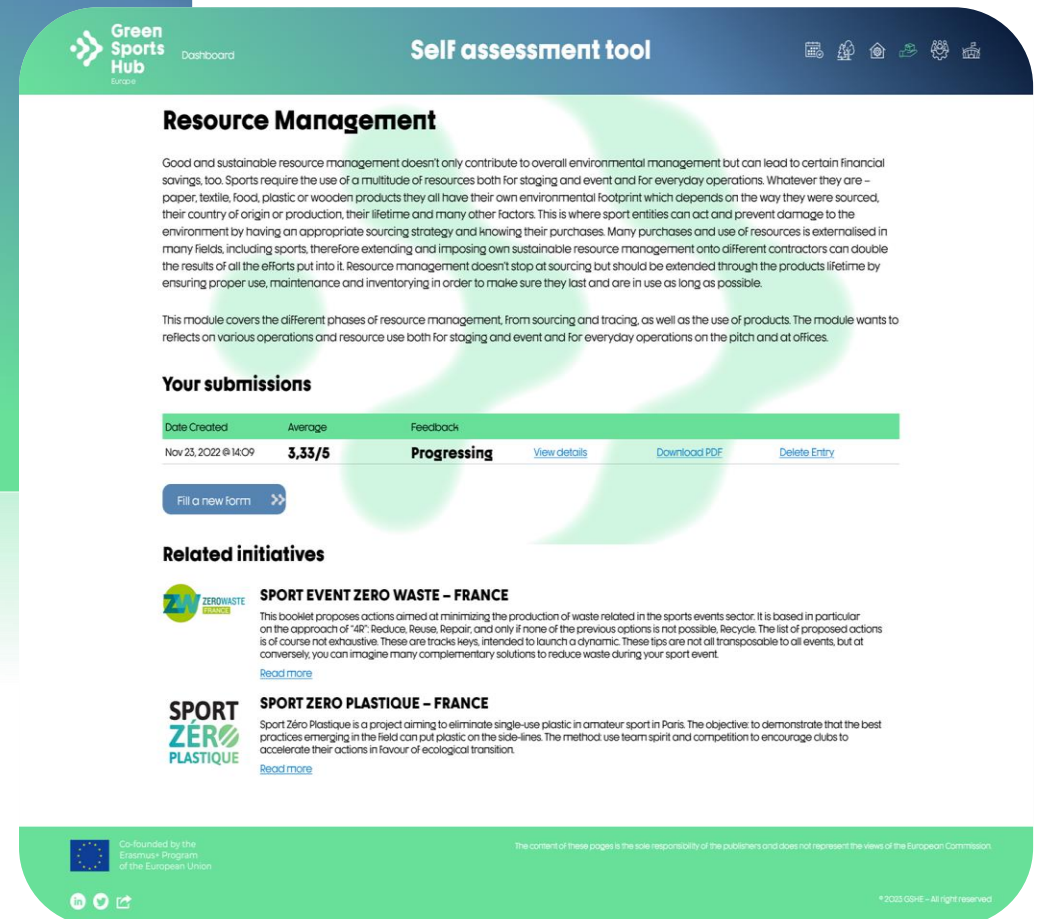 Green
Sports
Hub
Europe
Dashboard
Self assessment tool
Resource Management
Good and sustainable resource management doesn't only contribute to overall environmental management but can lead to certain financial
savings, too. Sports require the use of a multitude of resources both for staging and event and for everyday operations. Whatever they are –
paper, textile, food, plastic or wooden products they all have their own environmental footprint which depends on the way they were sourced,
their country of origin or production, their lifetime and many other factors. This is where sport entities can act and prevent damage to the
environment by having an appropriate sourcing strategy and knowing their purchases. Many purchases and use of resources is externalised in
many fields, including sports, therefore extending and imposing own sustainable resource management onto different contractors can double
the results of all the efforts put into it. Resource management doesn't stop at sourcing but should be extended through the products lifetime by
ensuring proper use, maintenance and inventorying in order to make sure they last and are in use as long as possible.
This module covers the different phases of resource management, from sourcing and tracing, as well as the use of products. The module wants to
reflects on various operations and resource use both for staging and event and for everyday operations on the pitch and at offices.
Your submissions
Date Created Average Feedback
Nov 23, 2022 @ 14:09 3,33/5 Progressing View details Download PDF Delete Entry
Fill a new form
Related initiatives
ZW ZEROWASTE
FRANCE
SPORT EVENT ZERO WASTE – FRANCE
This booklet proposes actions aimed at minimizing the production of waste related in the sports events sector. It is based in particular
on the approach of "4R": Reduce, Reuse, Repair, and only if none of the previous options is not possible, Recycle. The list of proposed actions
is of course not exhaustive. These are tracks keys, intended to launch a dynamic. These tips are not all transposable to all events, but at
conversely, you can imagine many complementary solutions to reduce waste during your sport event.
Read more
SPORT
ZÉRO
PLASTIQUE
SPORT ZERO PLASTIQUE – FRANCE
Sport Zéro Plastique is a project aiming to eliminate single-use plastic in amateur sport in Paris. The objective: to demonstrate that the best
practices emerging in the field can put plastic on the side-lines. The method: use team spirit and competition to encourage clubs to
accelerate their actions in favour of ecological transition.
Read more
Co-founded by the
Erasmus+ Program
of the European Union
The content of these pages is the sole responsibility of the publishers and does not represent the views of the European Commission.
© 2023 GSHE – All right reserved